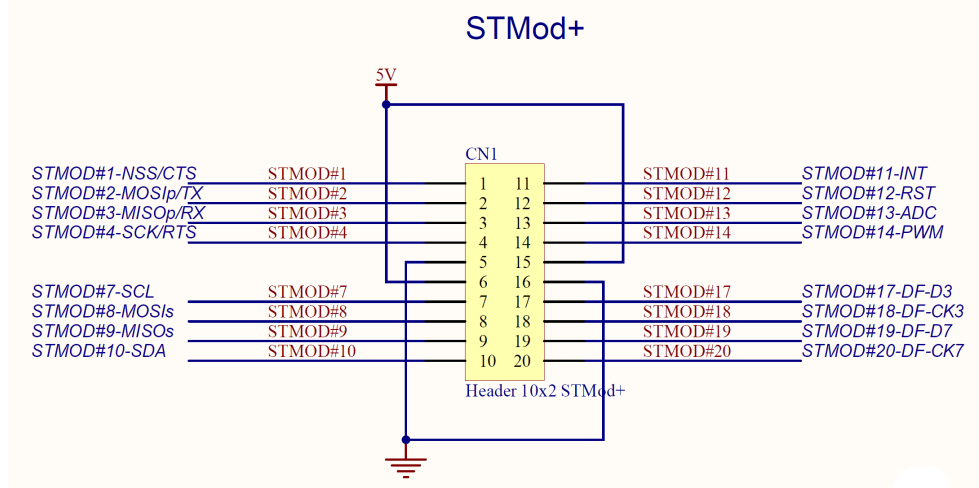 STMod+
5V
CN1
STMOD#1-NSS/CTS STMOD#1 1 11 STMOD#11 STMOD#11-INT
STMOD#2-MOSIp/TX STMOD#2 2 12 STMOD#12 STMOD#12-RST
STMOD#3-MISOp/RX STMOD#3 3 13 STMOD#13 STMOD#13-ADC
STMOD#4-SCK/RTS STMOD#4 4 14 STMOD#14 STMOD#14-PWM
5 15
6 16
STMOD#7-SCL STMOD#7 7 17 STMOD#17 STMOD#17-DF-D3
STMOD#8-MOSIs STMOD#8 8 18 STMOD#18 STMOD#18-DF-CK3
STMOD#9-MISOs STMOD#9 9 19 STMOD#19 STMOD#19-DF-D7
STMOD#10-SDA STMOD#10 10 20 STMOD#20 STMOD#20-DF-CK7
Header 10x2 STMod+